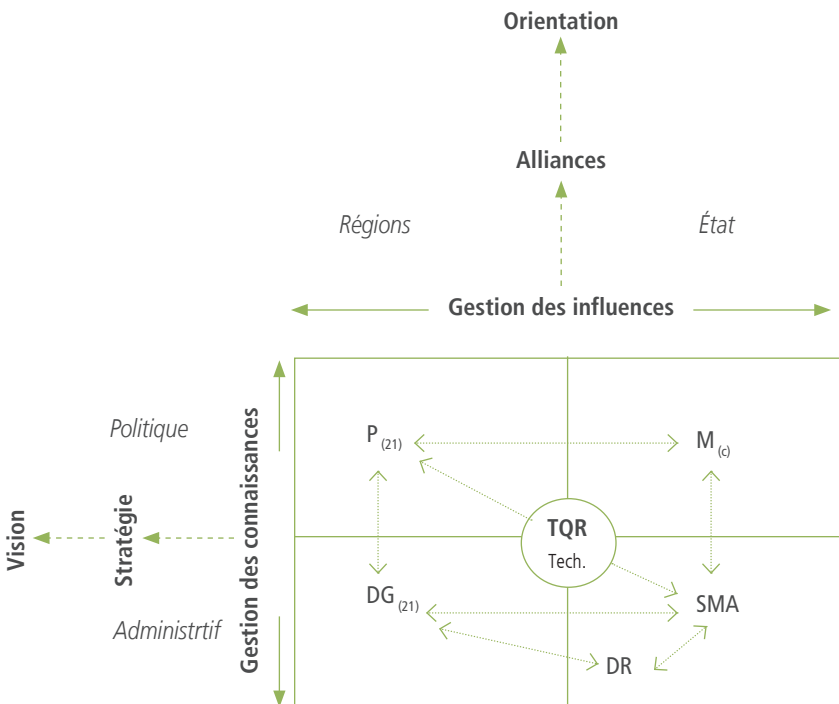 Orientation
Alliances
Régions
État
Gestion des influences
Politique
Vision
Stratégie
Gestion des connaissances
Administrtif
P (21)
M (c)
TQR
Tech.
DG (21)
SMA
DR